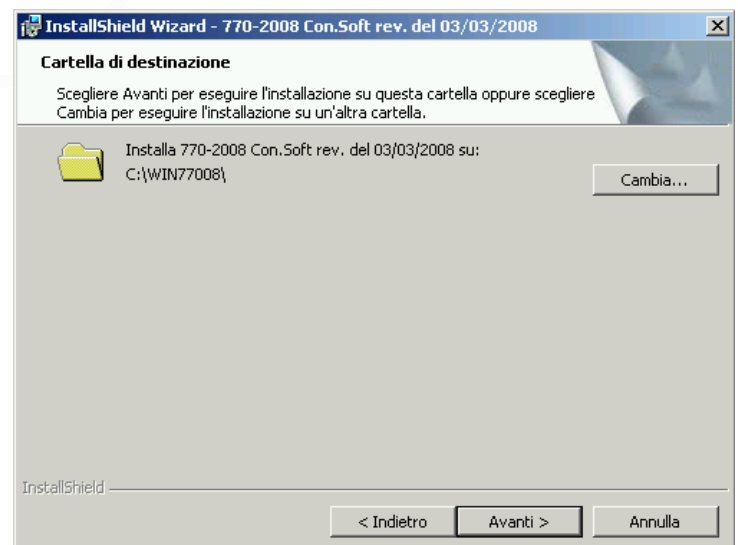 InstallShield Wizard - 770-2008 Con.Soft rev. del 03/03/2008
Cartella di destinazione
Scegliere Avanti per eseguire l'installazione su questa cartella oppure scegliere
Cambia per eseguire l'installazione su un'altra cartella.
Installa 770-2008 Con.Soft rev. del 03/03/2008 su:
C:\WIN77008\
Cambia...
InstallShield
< Indietro
Avanti >
Annulla